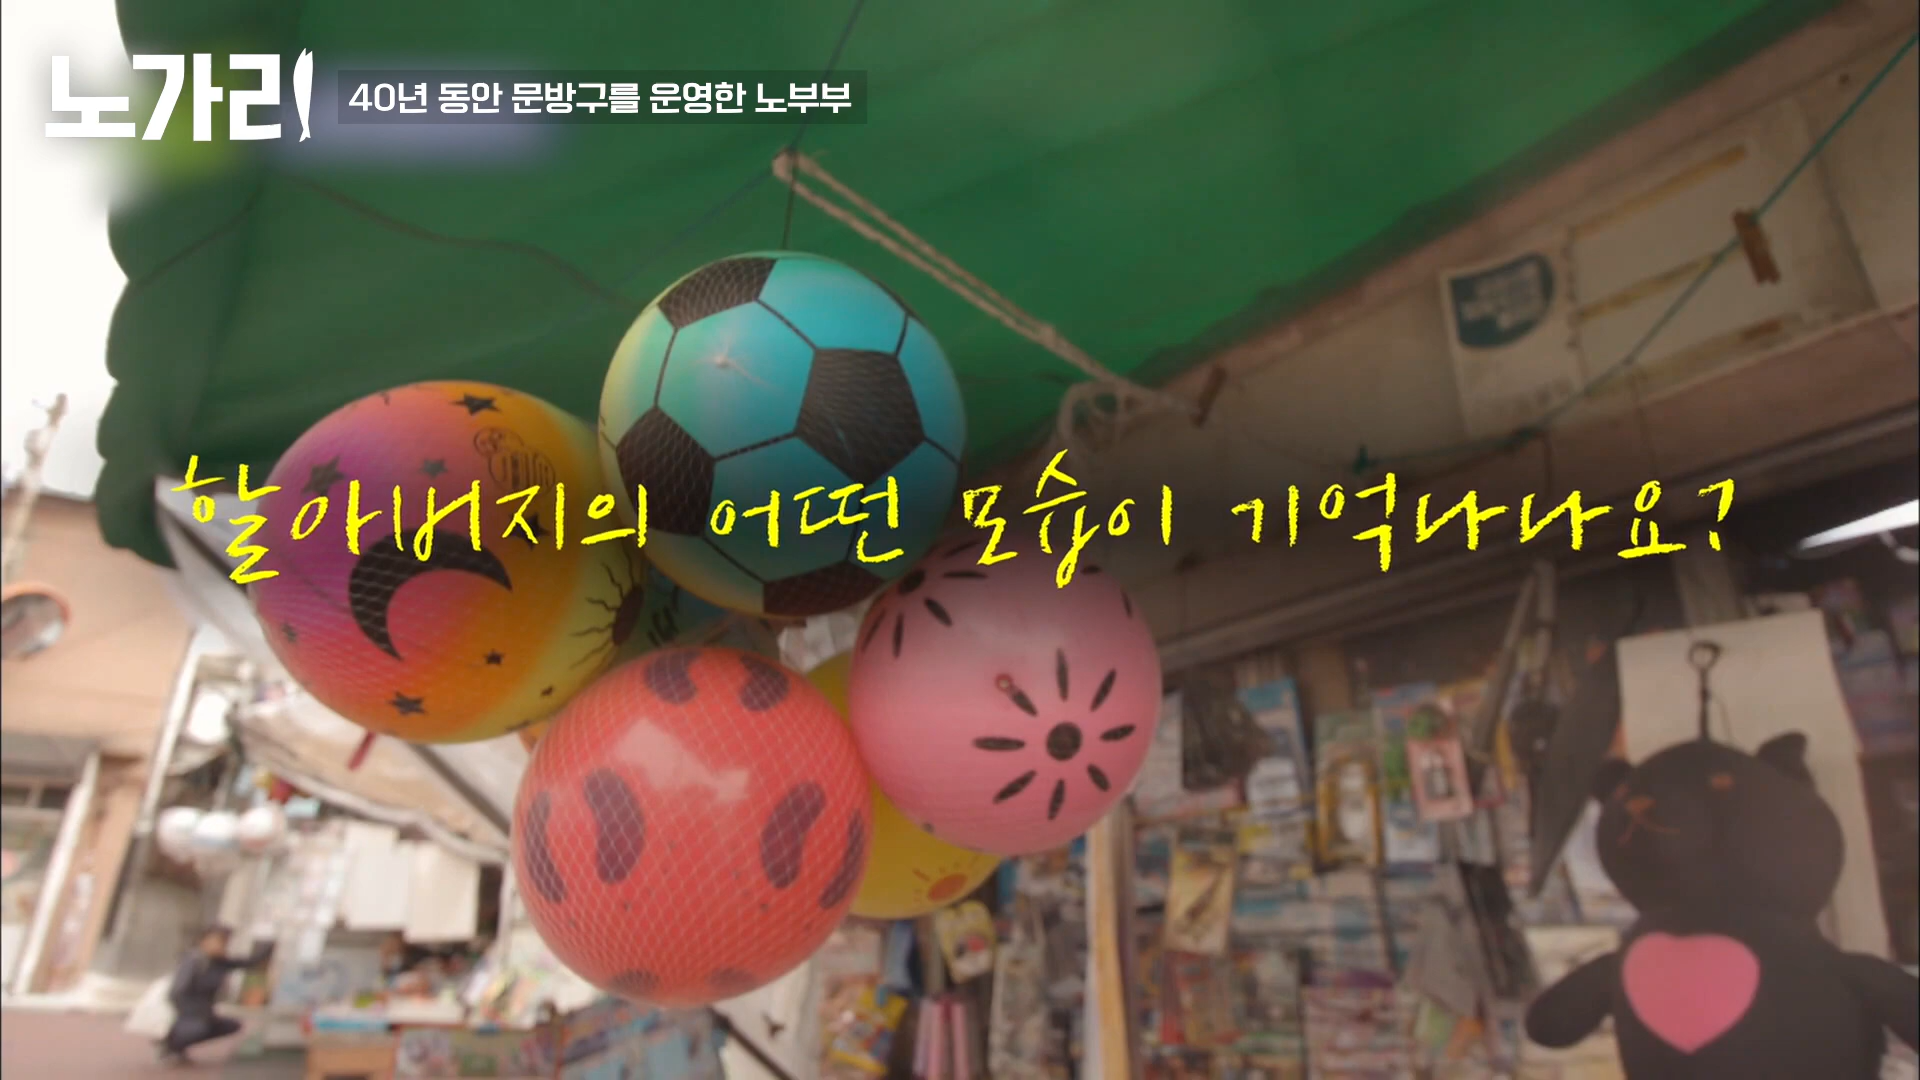 노가리
40년 동안 문방구를 운영한 노부부
할아버지의 어떤 모습이 기억나나요?